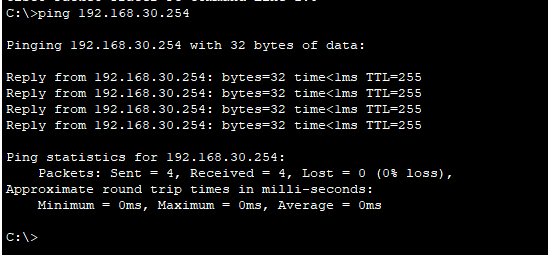 C:\>ping 192.168.30.254
Pinging 192.168.30.254 with 32 bytes of data:
Reply from 192.168.30.254: bytes=32 time<1ms TTL=255
Reply from 192.168.30.254: bytes=32 time<1ms TTL=255
Reply from 192.168.30.254: bytes=32 time<1ms TTL=255
Reply from 192.168.30.254: bytes=32 time<1ms TTL=255
Ping statistics for 192.168.30.254:
Packets: Sent = 4, Received = 4, Lost = 0 (0% loss),
Approximate round trip times in milli-seconds:
Minimum = 0ms, Maximum = 0ms, Average = 0ms
C:\>